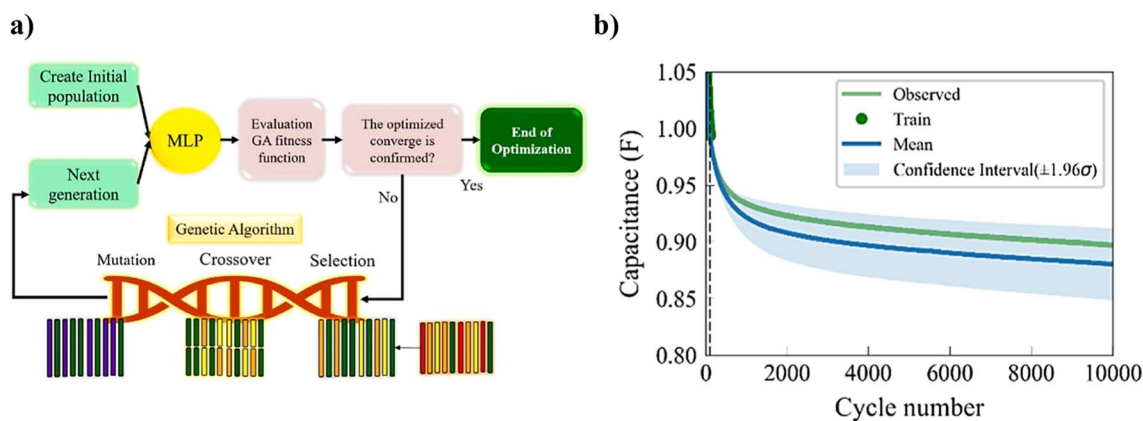 a)
Create Initial
population
MLP
Evaluation
GA fitness
function
The optimized
converge is
confirmed?
End of
Optimization
Next
generation
No
Yes
Genetic Algorithm
Mutation
Crossover
Selection
b)
Capacitance (F)
1.05
1.00
0.95
0.90
0.85
0.80
Observed
Train
Mean
Confidence Interval(±1.96σ)
0
2000
4000
6000
8000
10000
Cycle number